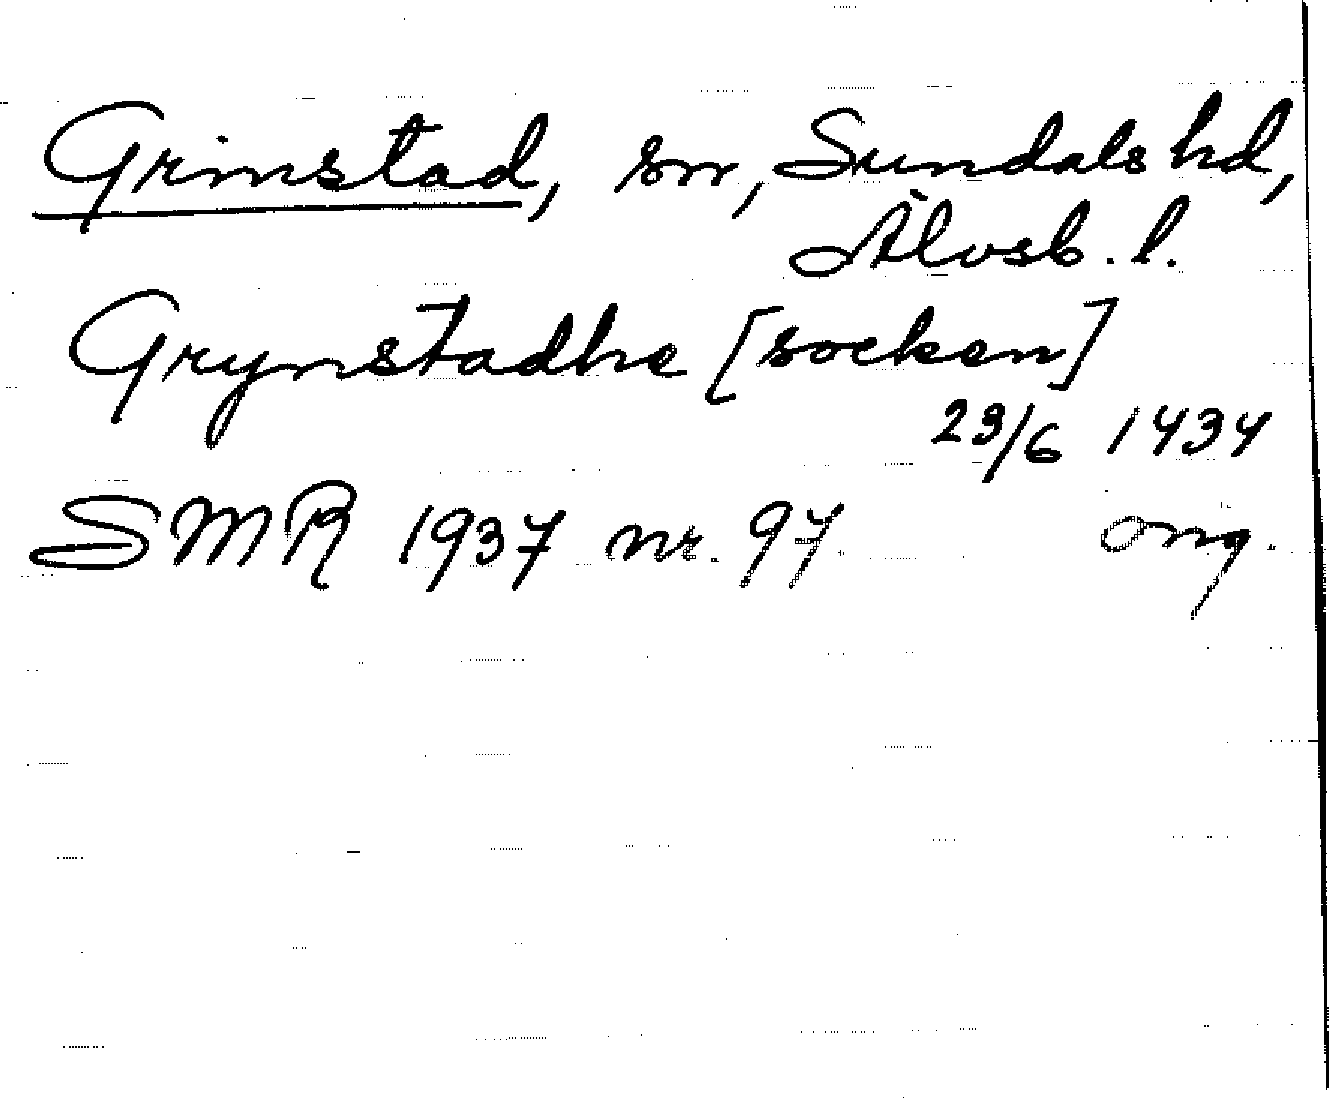 Grinstad, sn, Sundals hd,
Älvsb. l.
Grynstadhe [socken]
23/6 1434
SMR 1937 nr. 97 orig.